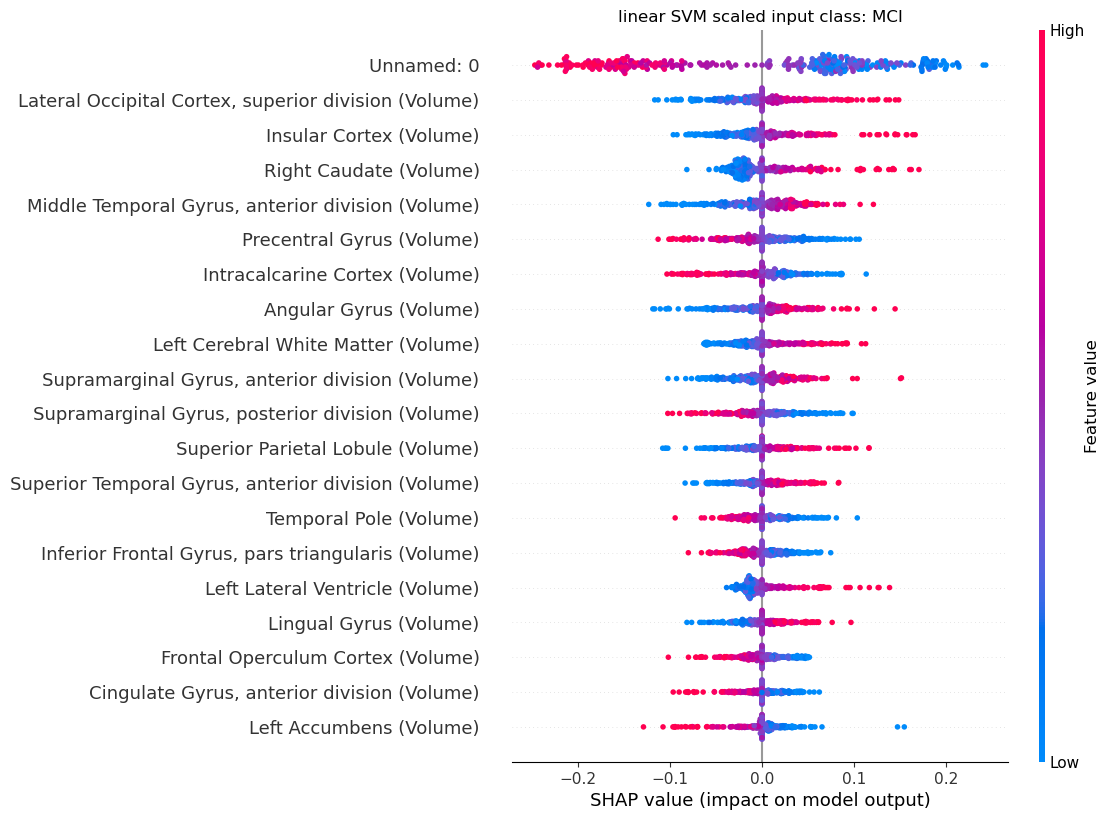 linear SVM scaled input class: MCI
High
Unnamed: 0
Lateral Occipital Cortex, superior division (Volume)
Insular Cortex (Volume)
Right Caudate (Volume)
Middle Temporal Gyrus, anterior division (Volume)
Precentral Gyrus (Volume)
Intracalcarine Cortex (Volume)
Angular Gyrus (Volume)
Left Cerebral White Matter (Volume)
Supramarginal Gyrus, anterior division (Volume)
Supramarginal Gyrus, posterior division (Volume)
Superior Parietal Lobule (Volume)
Superior Temporal Gyrus, anterior division (Volume)
Temporal Pole (Volume)
Inferior Frontal Gyrus, pars triangularis (Volume)
Left Lateral Ventricle (Volume)
Lingual Gyrus (Volume)
Frontal Operculum Cortex (Volume)
Cingulate Gyrus, anterior division (Volume)
Left Accumbens (Volume)
Feature value
Low
−0.2 −0.1 0.0 0.1 0.2
SHAP value (impact on model output)